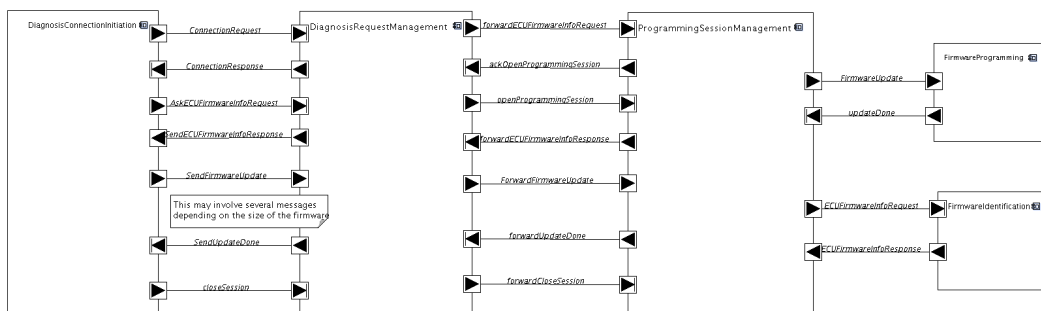 DiagnosisConnectionInitiation
DiagnosisRequestManagement
ProgrammingSessionManagement
FirmwareProgramming
FirmwareIdentification
ConnectionRequest
ConnectionResponse
AskECUFirmwareInfoRequest
SendECUFirmwareInfoResponse
SendFirmwareUpdate
This may involve several messages
depending on the size of the firmware
SendUpdateDone
closeSession
forwardECUFirmwareInfoRequest
ackOpenProgrammingSession
openProgrammingSession
forwardECUFirmwareInfoResponse
ForwardFirmwareUpdate
forwardUpdateDone
forwardCloseSession
FirmwareUpdate
updateDone
ECUFirmwareInfoRequest
ECUFirmwareInfoResponse